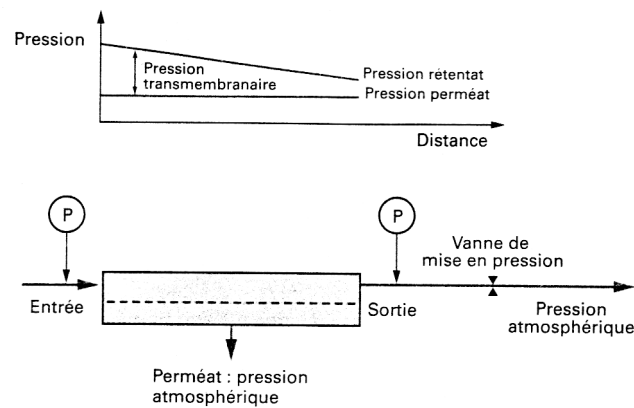 Pression
Pression
transmembranaire
Pression rétentat
Pression perméat
Distance
P
P
Vanne de
mise en pression
Entrée
Sortie
Pression
atmosphérique
Perméat : pression
atmosphérique